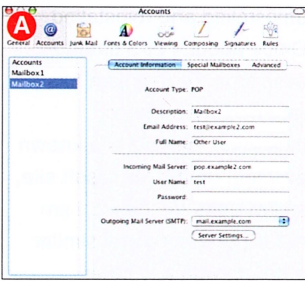 Accounts
A
General Accounts Junk Mail Fonts & Colors Viewing Composing Signatures Rules
Accounts
Mailbox1
Mailbox2
Account Information Special Mailboxes Advanced
Account Type: POP
Description: Mailbox2
Email Address: test@example2.com
Full Name: Other User
Incoming Mail Server: pop.example2.com
User Name: test
Password:
Outgoing Mail Server (SMTP): mail.example.com
Server Settings...